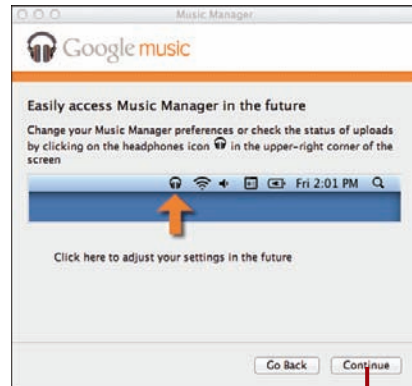 Music Manager
Google music
Easily access Music Manager in the future
Change your Music Manager preferences or check the status of uploads
by clicking on the headphones icon in the upper-right corner of the
screen
Fri 2:01 PM
Click here to adjust your settings in the future
Go Back Continue